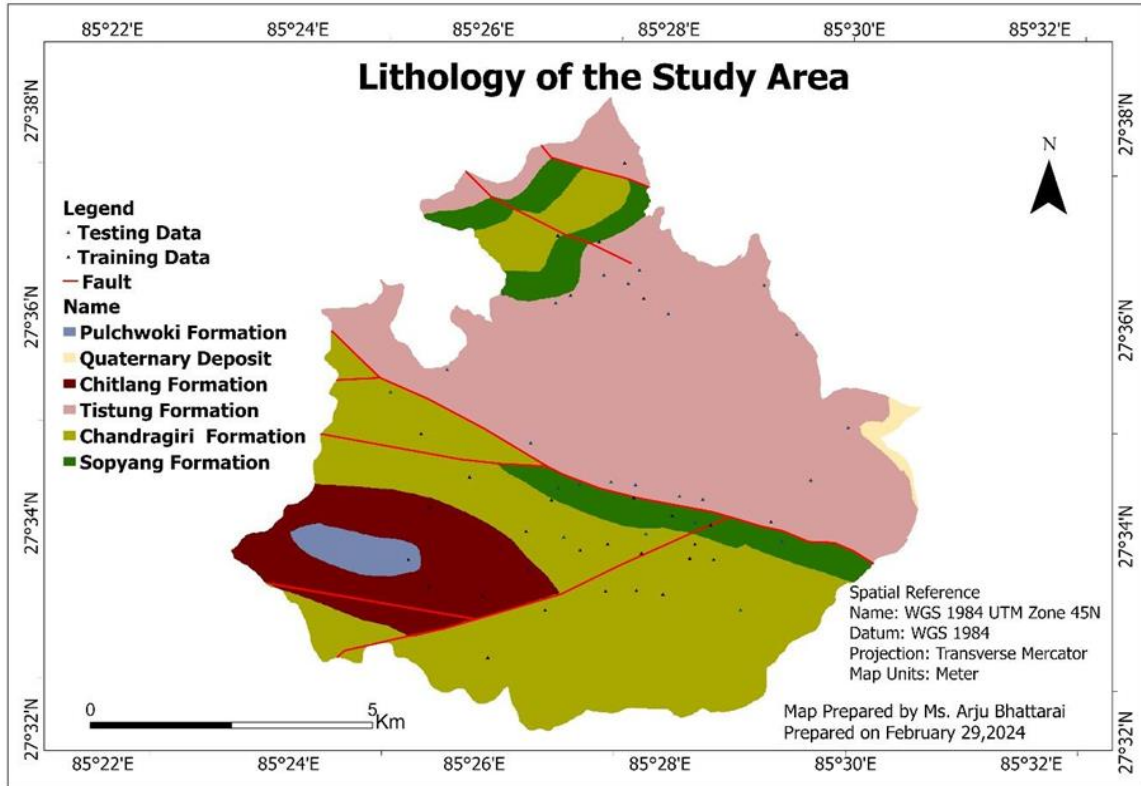 85°22'E 85°24'E 85°26'E 85°28'E 85°30'E 85°32'E
Lithology of the Study Area
27°38'N
27°38'N
N
Legend
Testing Data
Training Data
Fault
Name
Pulchwoki Formation
Quaternary Deposit
Chitlang Formation
Tistung Formation
Chandragiri Formation
Sopyang Formation
27°36'N
27°36'N
27°34'N
27°34'N
Spatial Reference
Name: WGS 1984 UTM Zone 45N
Datum: WGS 1984
Projection: Transverse Mercator
Map Units: Meter
0 5
Km
Map Prepared by Ms. Arju Bhattarai
Prepared on February 29,2024
27°32'N
27°32'N
85°22'E 85°24'E 85°26'E 85°28'E 85°30'E 85°32'E